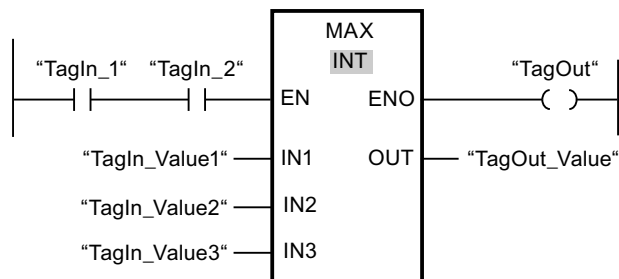 MAX
INT
“TagIn_1“ “TagIn_2“ “TagOut“
EN ENO
“TagIn_Value1“ IN1 OUT “TagOut_Value“
“TagIn_Value2“ IN2
“TagIn_Value3“ IN3